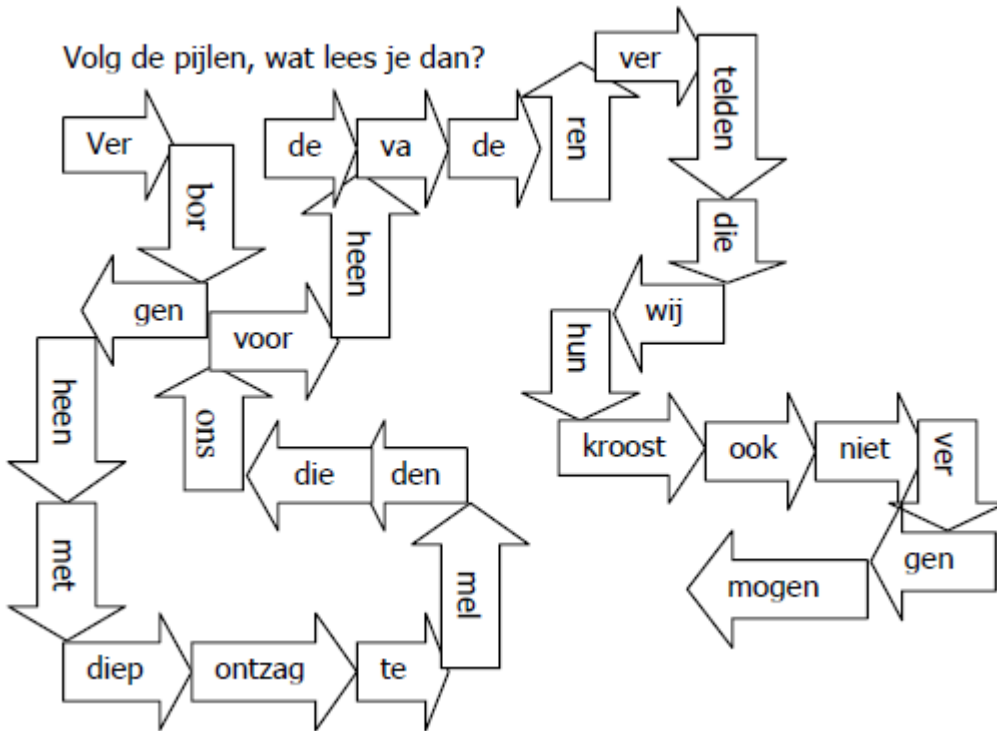 Volg de pijlen, wat lees je dan?
Ver
bor
gen
heen
met
diep
ontzag
te
mel
den
die
ons
voor
heen
de
va
de
ren
ver
telden
die
wij
hun
kroost
ook
niet
ver
gen
mogen